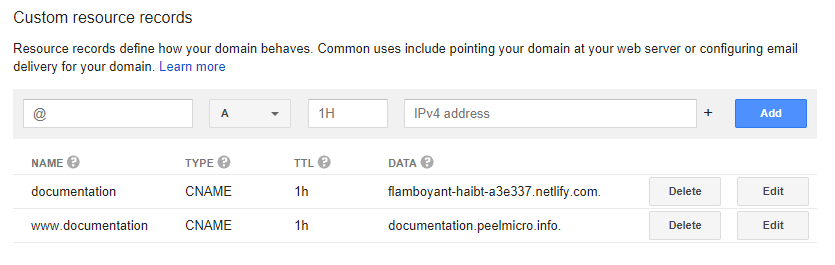 Custom resource records
Resource records define how your domain behaves. Common uses include pointing your domain at your web server or configuring email
delivery for your domain. Learn more
@ A 1H IPv4 address + Add
NAME ? TYPE ? TTL ? DATA ?
documentation CNAME 1h flamboyant-haibt-a3e337.netlify.com. Delete Edit
www.documentation CNAME 1h documentation.peelmicro.info. Delete Edit